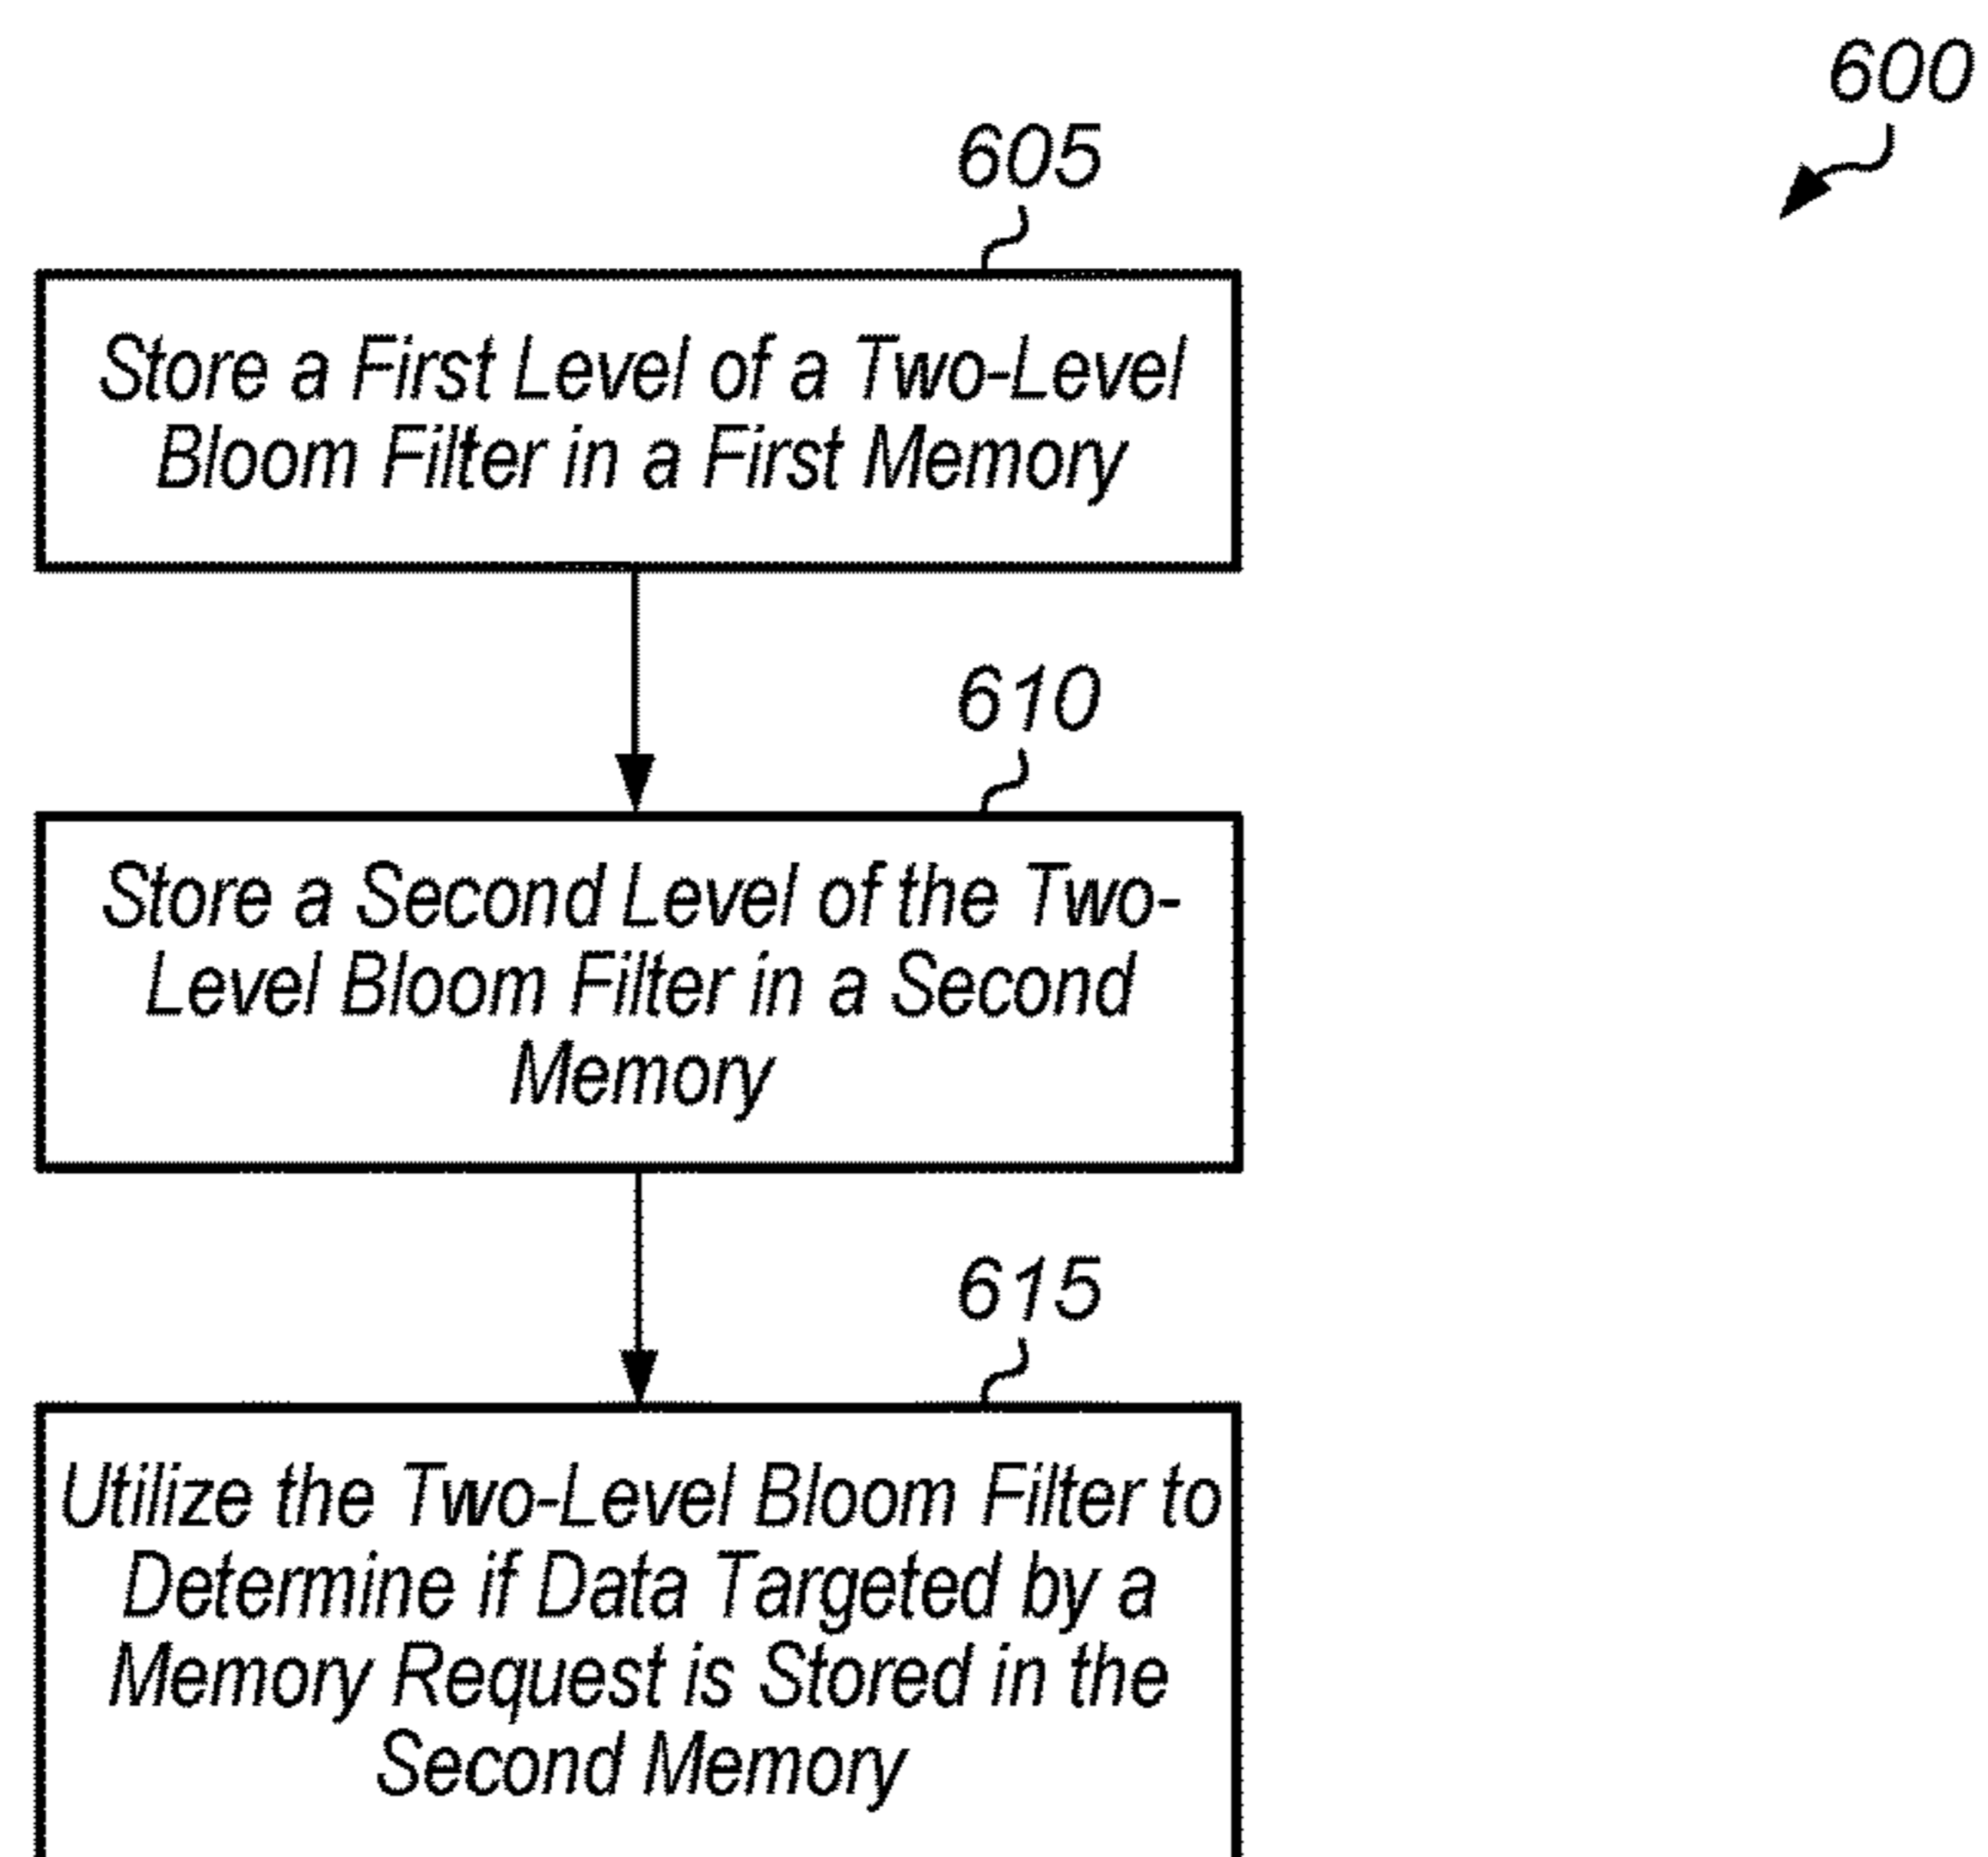 600
605
Store a First Level of a Two-Level
Bloom Filter in a First Memory
610
Store a Second Level of the Two-
Level Bloom Filter in a Second
Memory
615
Utilize the Two-Level Bloom Filter to
Determine if Data Targeted by a
Memory Request is Stored in the
Second Memory